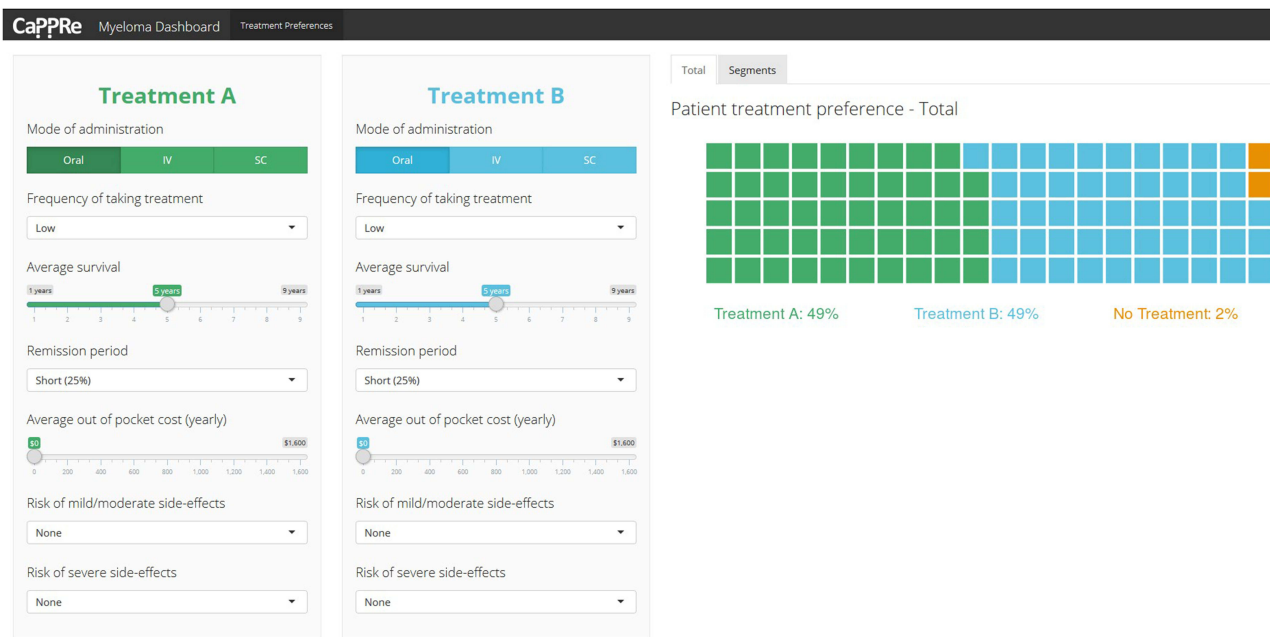 CaPPRe Myeloma Dashboard Treatment Preferences
Treatment A
Mode of administration
Oral IV SC
Frequency of taking treatment
Low
Average survival
1 years 5 years 9 years
1 2 3 4 5 6 7 8 9
Remission period
Short (25%)
Average out of pocket cost (yearly)
$0 $1,600
0 200 400 600 800 1,000 1,200 1,400 1,600
Risk of mild/moderate side-effects
None
Risk of severe side-effects
None
Treatment B
Mode of administration
Oral IV SC
Frequency of taking treatment
Low
Average survival
1 years 5 years 9 years
1 2 3 4 5 6 7 8 9
Remission period
Short (25%)
Average out of pocket cost (yearly)
$0 $1,600
0 200 400 600 800 1,000 1,200 1,400 1,600
Risk of mild/moderate side-effects
None
Risk of severe side-effects
None
Total Segments
Patient treatment preference - Total
Treatment A: 49% Treatment B: 49% No Treatment: 2%